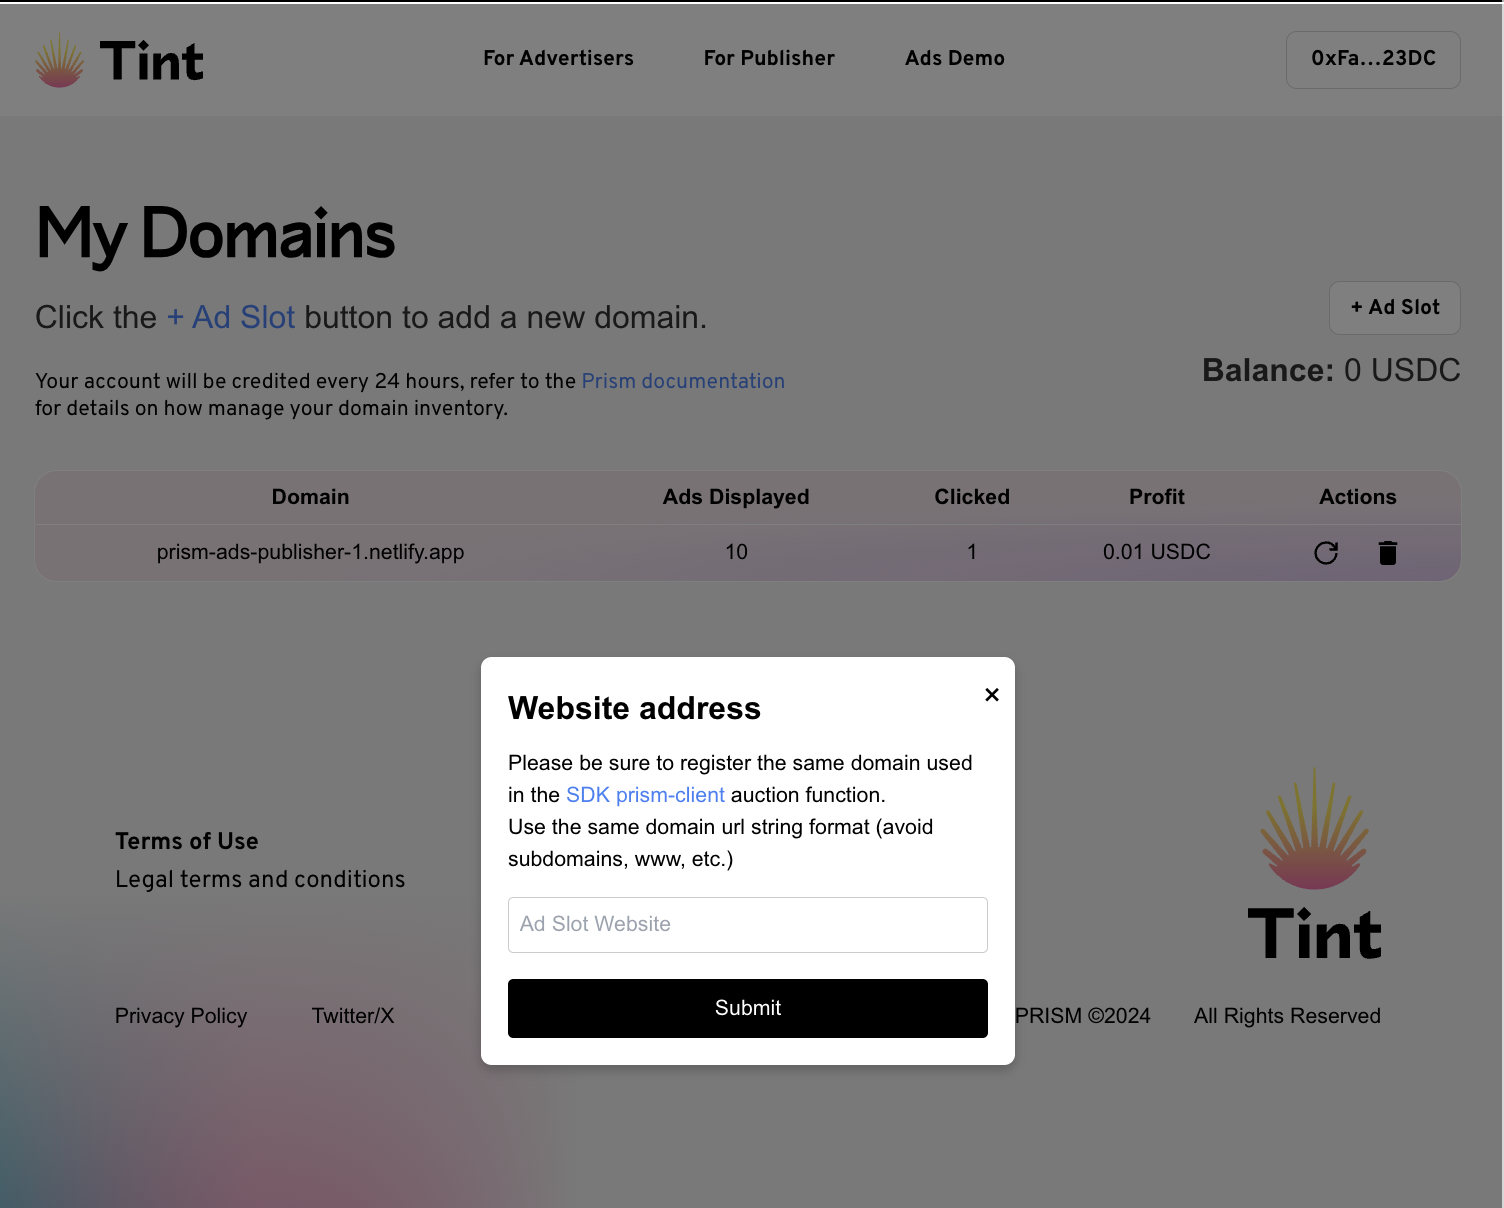 Tint
For Advertisers
For Publisher
Ads Demo
0xFa...23DC
My Domains
Click the + Ad Slot button to add a new domain.
+ Ad Slot
Your account will be credited every 24 hours, refer to the Prism documentation
for details on how manage your domain inventory.
Balance: 0 USDC
Domain Ads Displayed Clicked Profit Actions
prism-ads-publisher-1.netlify.app 10 1 0.01 USDC
Website address
Please be sure to register the same domain used
in the SDK prism-client auction function.
Use the same domain url string format (avoid
subdomains, www, etc.)
Ad Slot Website
Submit
Terms of Use
Legal terms and conditions
Tint
Privacy Policy
Twitter/X
PRISM ©2024
All Rights Reserved